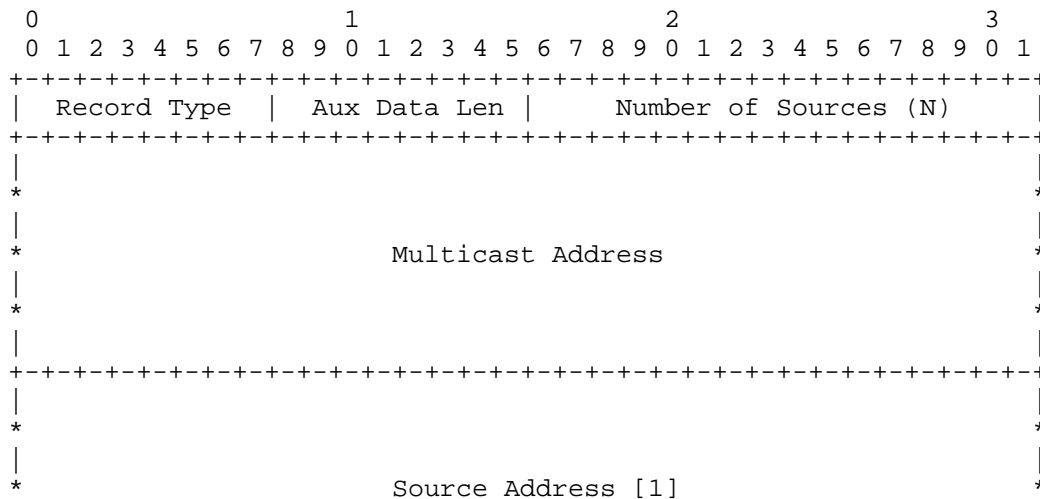 0                   1                   2                   3
 0 1 2 3 4 5 6 7 8 9 0 1 2 3 4 5 6 7 8 9 0 1 2 3 4 5 6 7 8 9 0 1
+-+-+-+-+-+-+-+-+-+-+-+-+-+-+-+-+-+-+-+-+-+-+-+-+-+-+-+-+-+-+-+-+
|  Record Type  |  Aux Data Len |     Number of Sources (N)     |
+-+-+-+-+-+-+-+-+-+-+-+-+-+-+-+-+-+-+-+-+-+-+-+-+-+-+-+-+-+-+-+-+
|                                                               |
*                                                               *
|                                                               |
*                       Multicast Address                       *
|                                                               |
*                                                               *
|                                                               |
+-+-+-+-+-+-+-+-+-+-+-+-+-+-+-+-+-+-+-+-+-+-+-+-+-+-+-+-+-+-+-+-+
|                                                               |
*                                                               *
|                                                               |
*                       Source Address [1]                      *